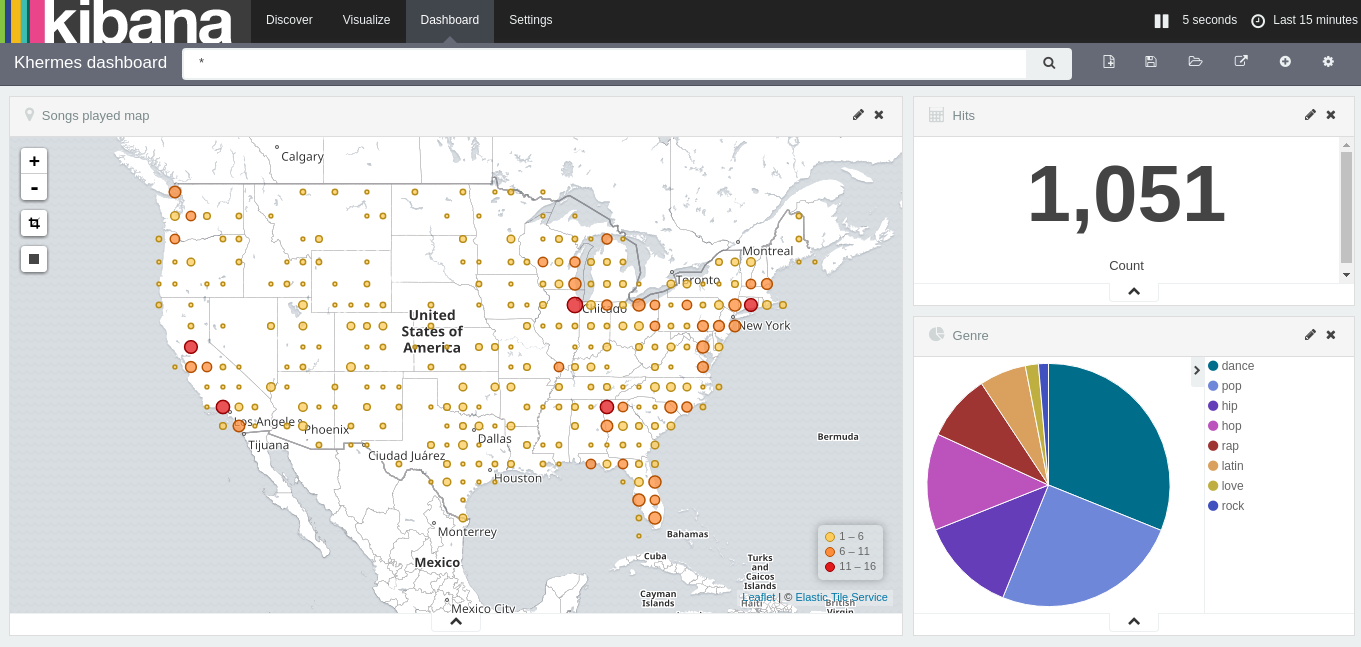 kibana
Discover
Visualize
Dashboard
Settings
5 seconds
Last 15 minutes
Khermes dashboard
*
Songs played map
+
-
Calgary
Montreal
Toronto
Chicago
New York
United
States of
America
Los Angeles
Phoenix
Tijuana
Dallas
Ciudad Juárez
Houston
Bermuda
Monterrey
Mexico
Mexico City
Bahamas
Cuba
Turks
and
Caicos
Islands
Cayman
Islands
Haiti
British
Virgin
1 – 6
6 – 11
11 – 16
Leaflet | © Elastic Tile Service
Hits
1,051
Count
Genre
dance
pop
hip
hop
rap
latin
love
rock